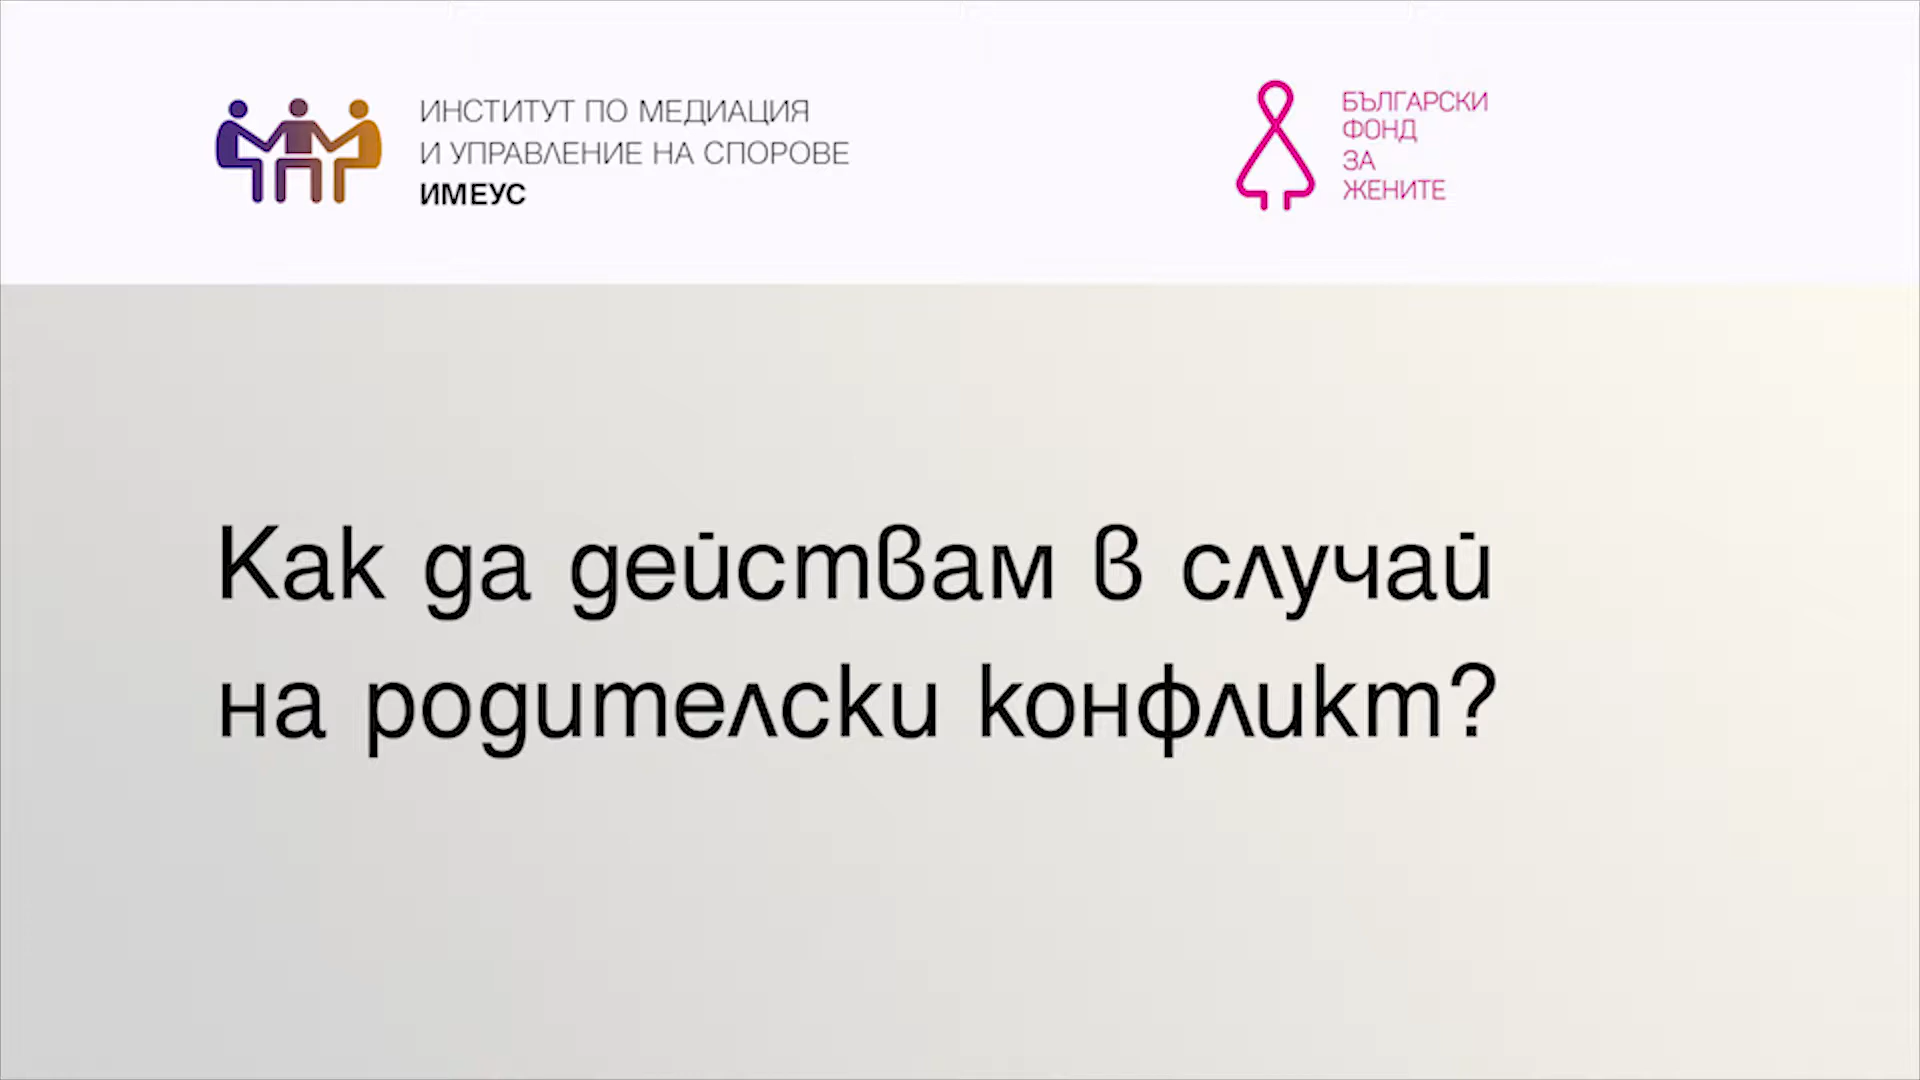 ИНСТИТУТ ПО МЕДИАЦИЯ
И УПРАВЛЕНИЕ НА СПОРОВЕ
ИМЕУС
БЪЛГАРСКИ
ФОНД
ЗА
ЖЕНИТЕ
Как да действам в случай
на родителски конфликт?